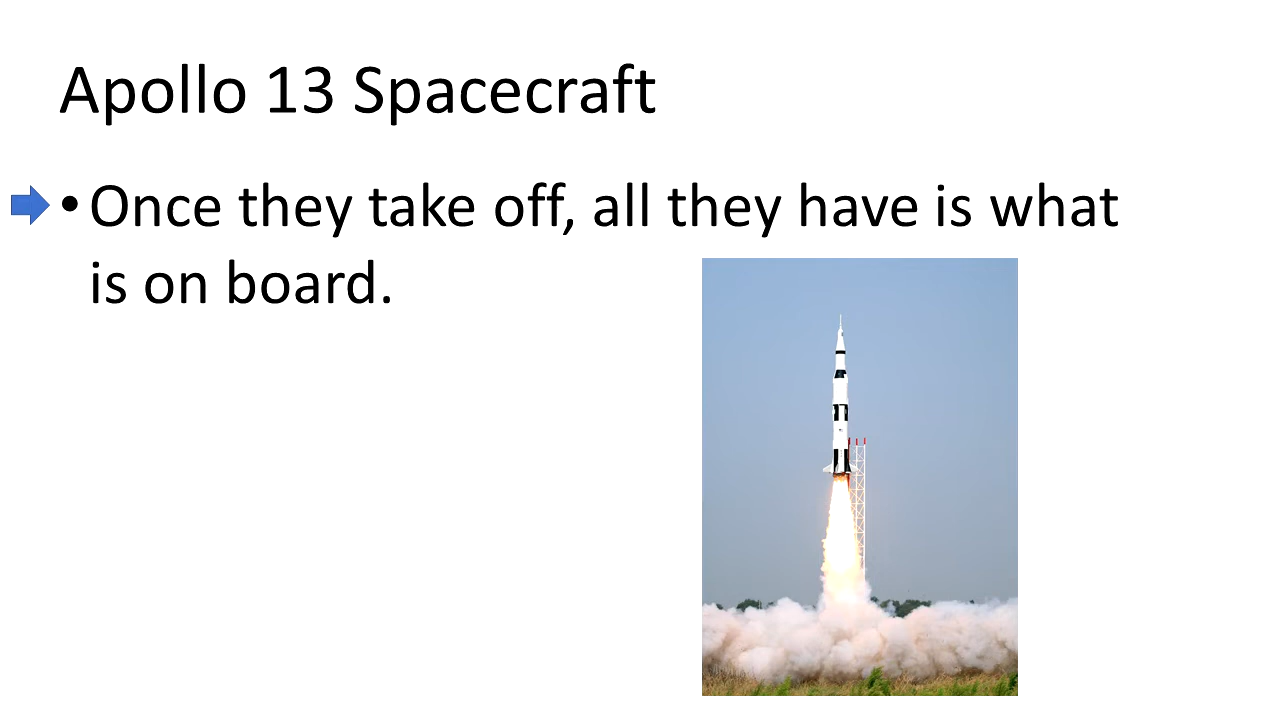 Apollo 13 Spacecraft
• Once they take off, all they have is what
is on board.